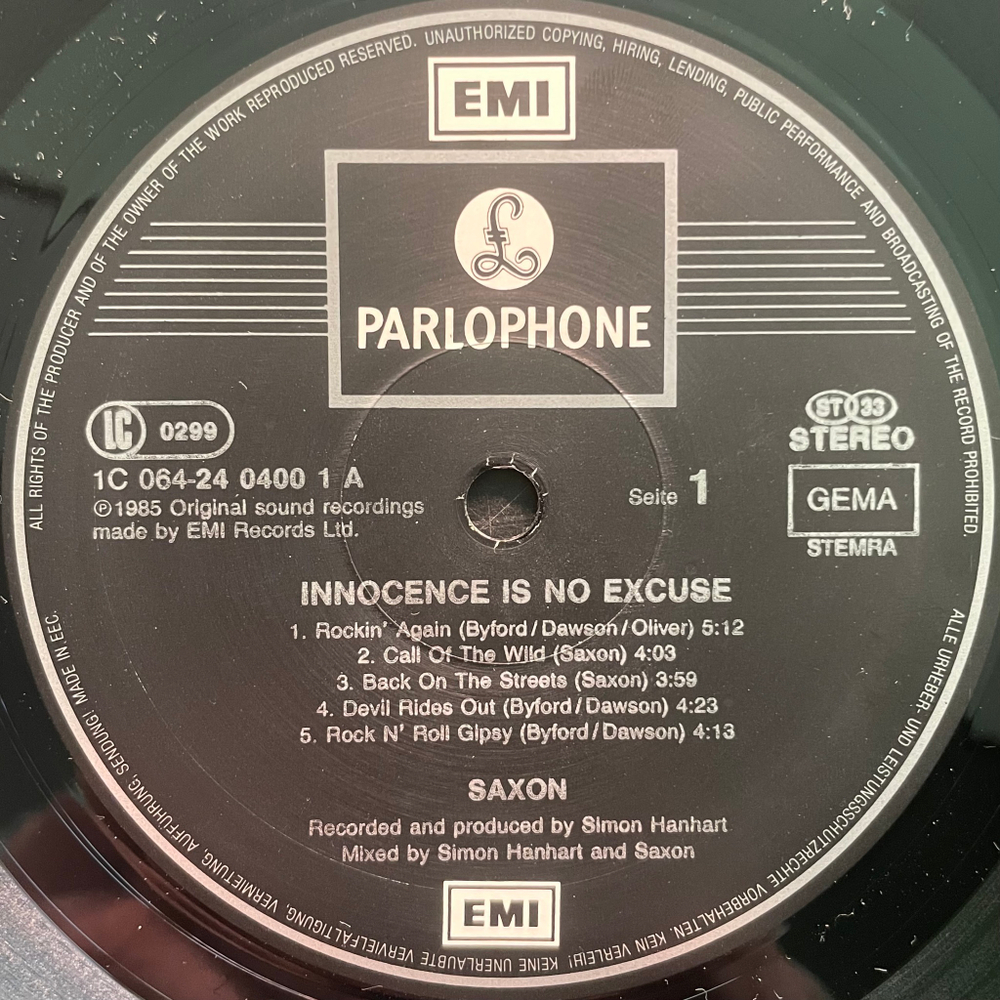 ALL RIGHTS OF THE PRODUCER AND OF THE OWNER OF THE WORK REPRODUCED RESERVED. UNAUTHORIZED COPYING, HIRING, LENDING, PUBLIC PERFORMANCE AND BROADCASTING OF THE RECORD PROHIBITED.
EMI
£
PARLOPHONE
LC 0299
ST 33
STEREO
1C 064-24 0400 1 A
℗ 1985 Original sound recordings
made by EMI Records Ltd.
Seite 1
GEMA
STEMRA
INNOCENCE IS NO EXCUSE
1. Rockin' Again (Byford/Dawson/Oliver) 5:12
2. Call Of The Wild (Saxon) 4:03
3. Back On The Streets (Saxon) 3:59
4. Devil Rides Out (Byford/Dawson) 4:23
5. Rock N' Roll Gipsy (Byford/Dawson) 4:13
SAXON
Recorded and produced by Simon Hanhart
Mixed by Simon Hanhart and Saxon
EMI
ALLE URHEBER- UND LEISTUNGSSCHUTZRECHTE VORBEHALTEN. KEIN VERLEIH! KEINE UNERLAUBTE VERVIELFÄLTIGUNG, VERMIETUNG, AUFFÜHRUNG, SENDUNG! MADE IN EEC.